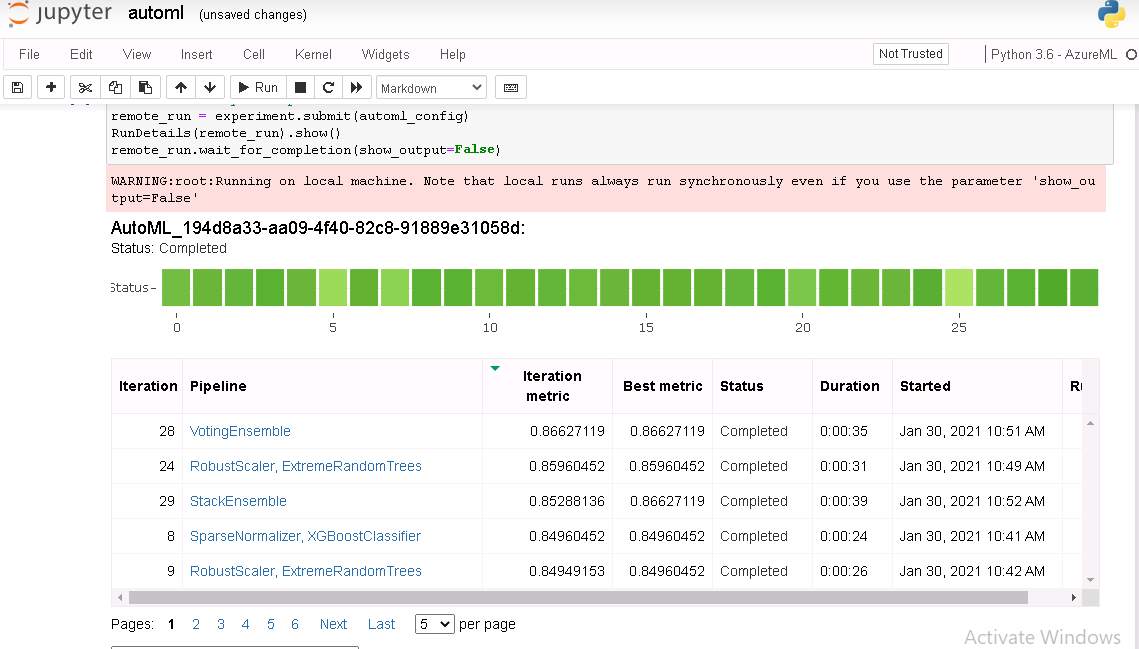 jupyter automl (unsaved changes)
File Edit View Insert Cell Kernel Widgets Help Not Trusted Python 3.6 - AzureML
Run Markdown
remote_run = experiment.submit(automl_config)
RunDetails(remote_run).show()
remote_run.wait_for_completion(show_output=False)
WARNING:root:Running on local machine. Note that local runs always run synchronously even if you use the parameter 'show_ou
tput=False'
AutoML_194d8a33-aa09-4f40-82c8-91889e31058d:
Status: Completed
Status
0 5 10 15 20 25
Iteration Pipeline Iteration metric Best metric Status Duration Started
28 VotingEnsemble 0.86627119 0.86627119 Completed 0:00:35 Jan 30, 2021 10:51 AM
24 RobustScaler, ExtremeRandomTrees 0.85960452 0.85960452 Completed 0:00:31 Jan 30, 2021 10:49 AM
29 StackEnsemble 0.85288136 0.86627119 Completed 0:00:39 Jan 30, 2021 10:52 AM
8 SparseNormalizer, XGBoostClassifier 0.84960452 0.84960452 Completed 0:00:24 Jan 30, 2021 10:41 AM
9 RobustScaler, ExtremeRandomTrees 0.84949153 0.84960452 Completed 0:00:26 Jan 30, 2021 10:42 AM
Pages: 1 2 3 4 5 6 Next Last 5 per page
Activate Windows